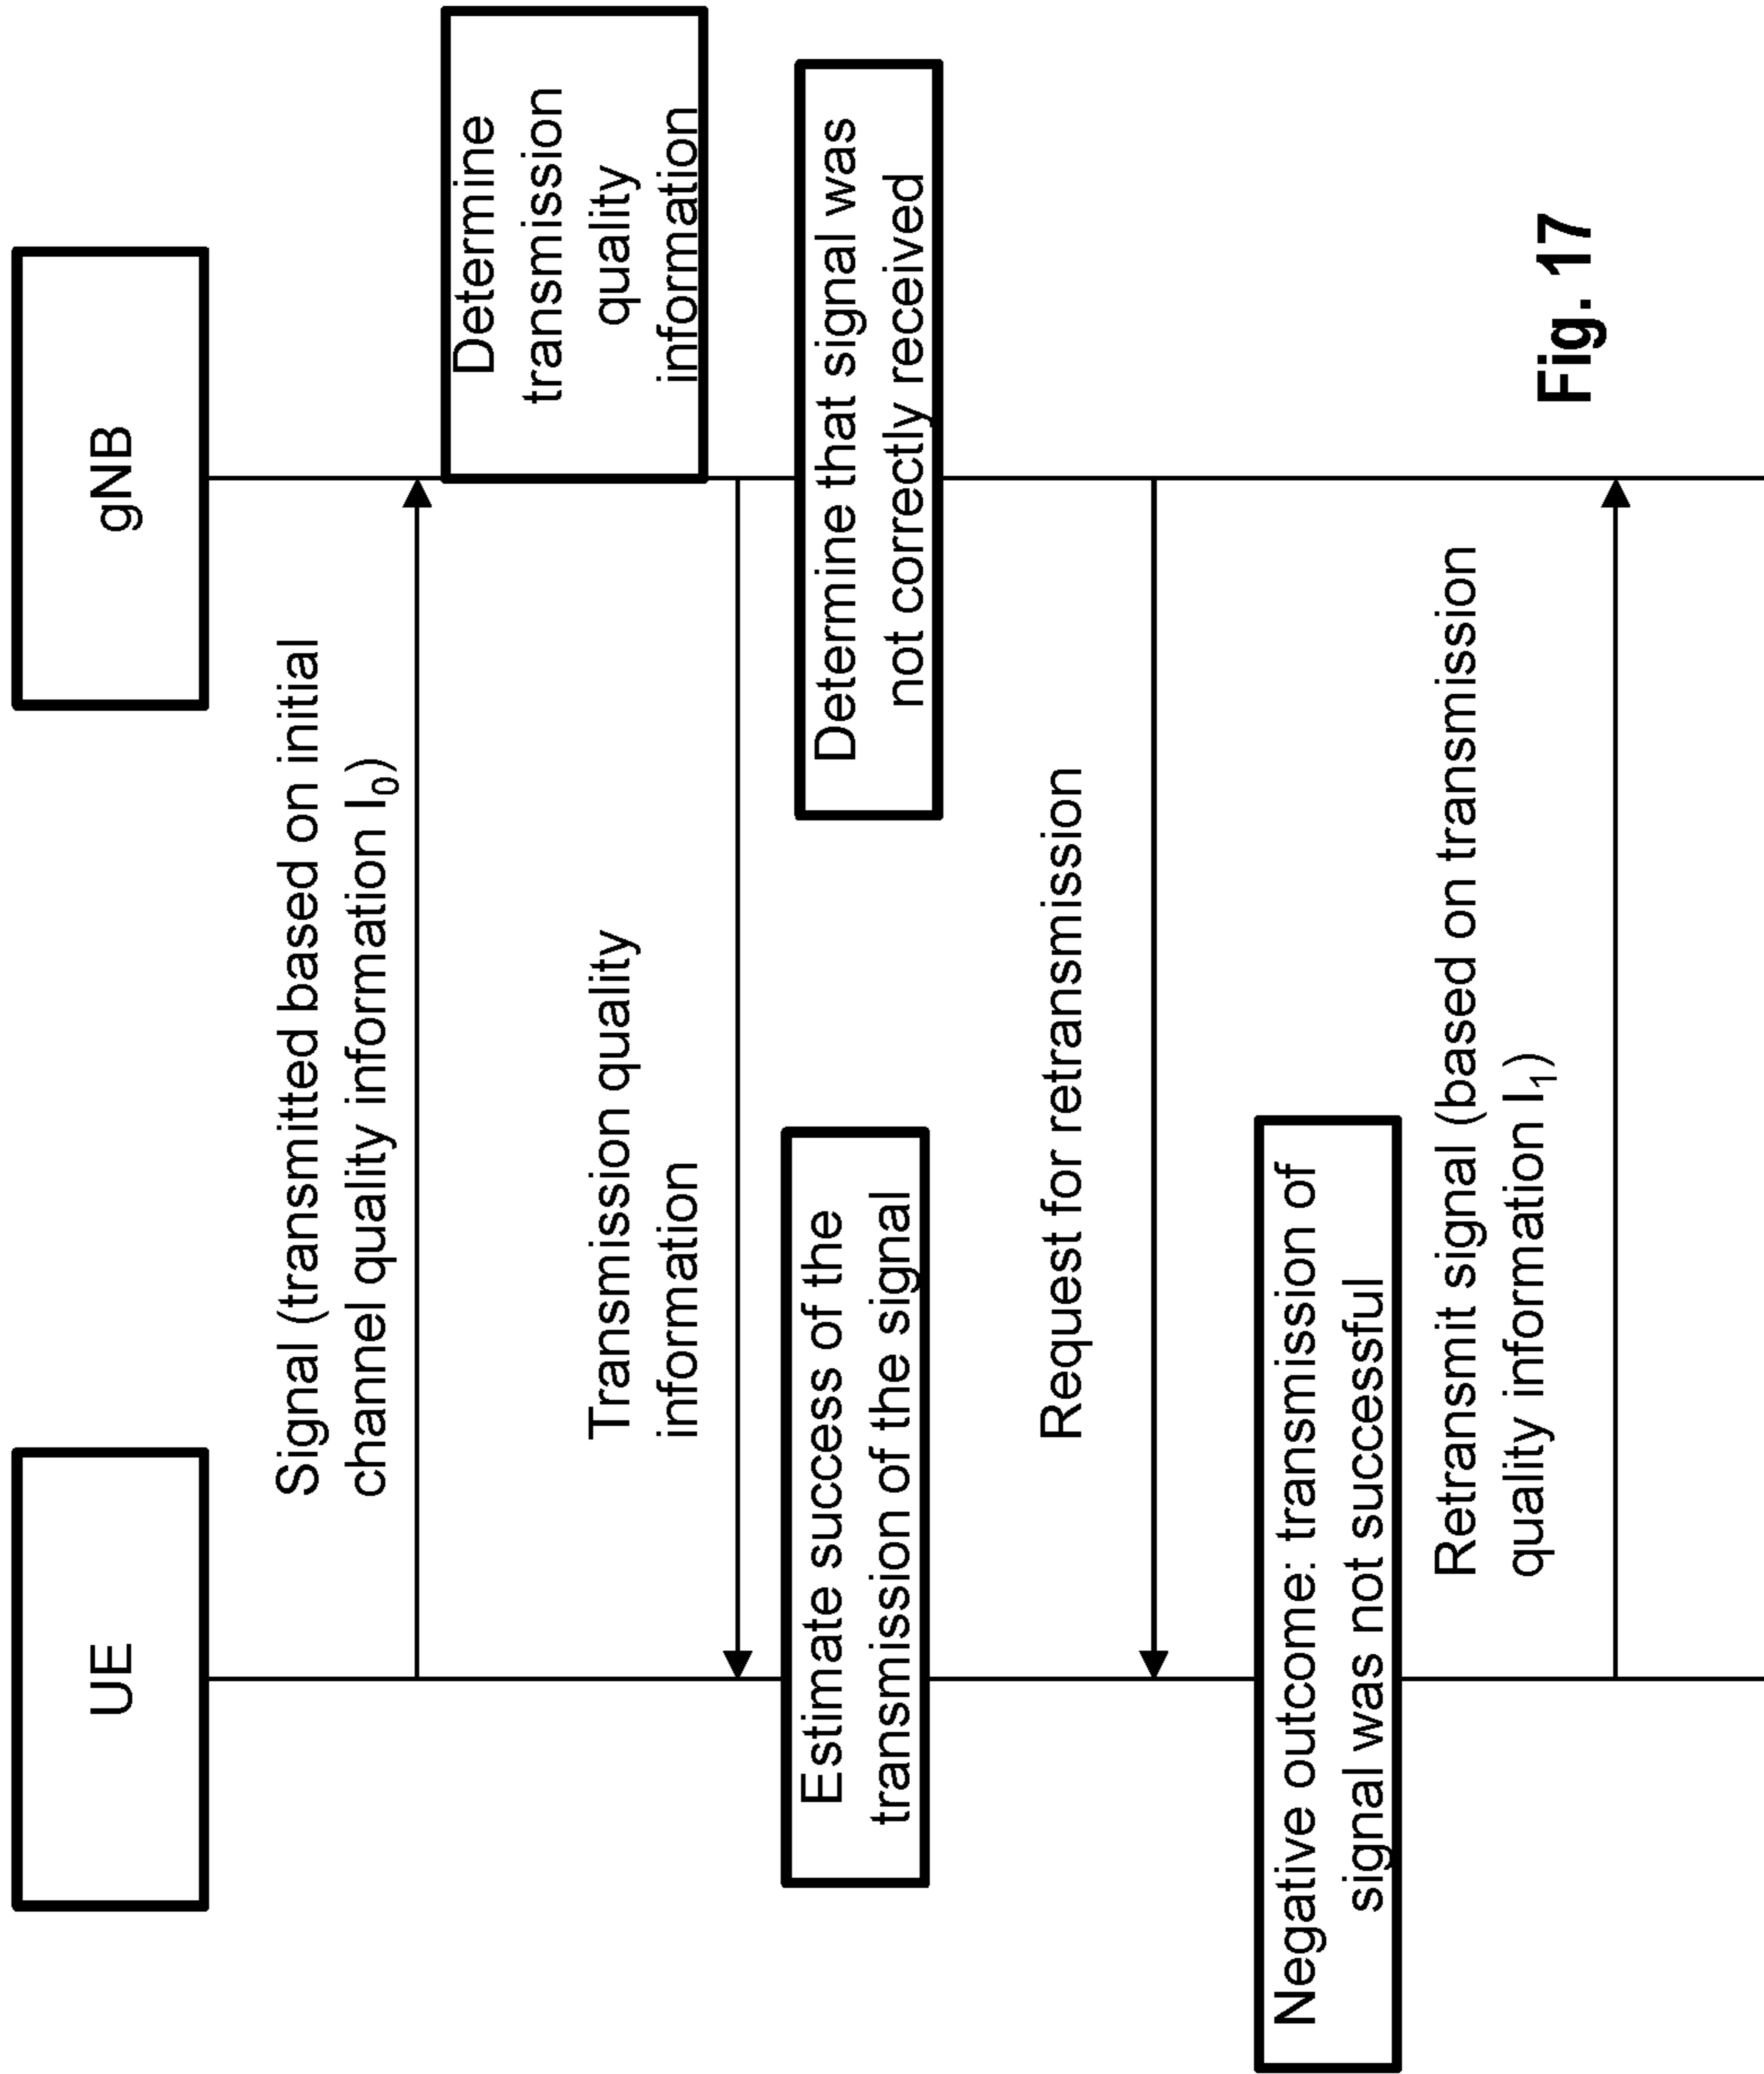 UE
gNB
Signal (transmitted based on initial
channel quality information I₀)
Determine
transmission
quality
information
Transmission quality
information
Estimate success of the
transmission of the signal
Determine that signal was
not correctly received
Request for retransmission
Negative outcome: transmission of
signal was not successful
Retransmit signal (based on transmission
quality information I₁)
Fig. 17